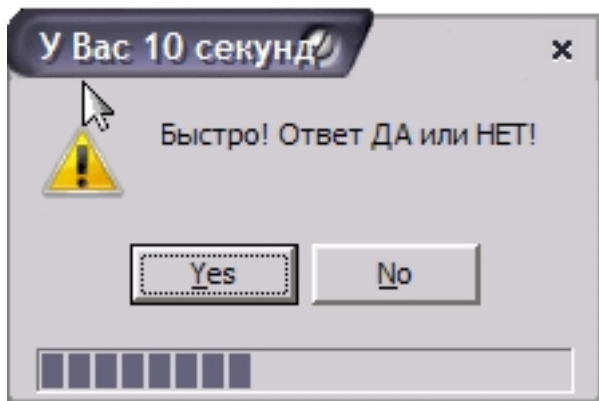 У Вас 10 секунд
Быстро! Ответ ДА или НЕТ!
Yes
No